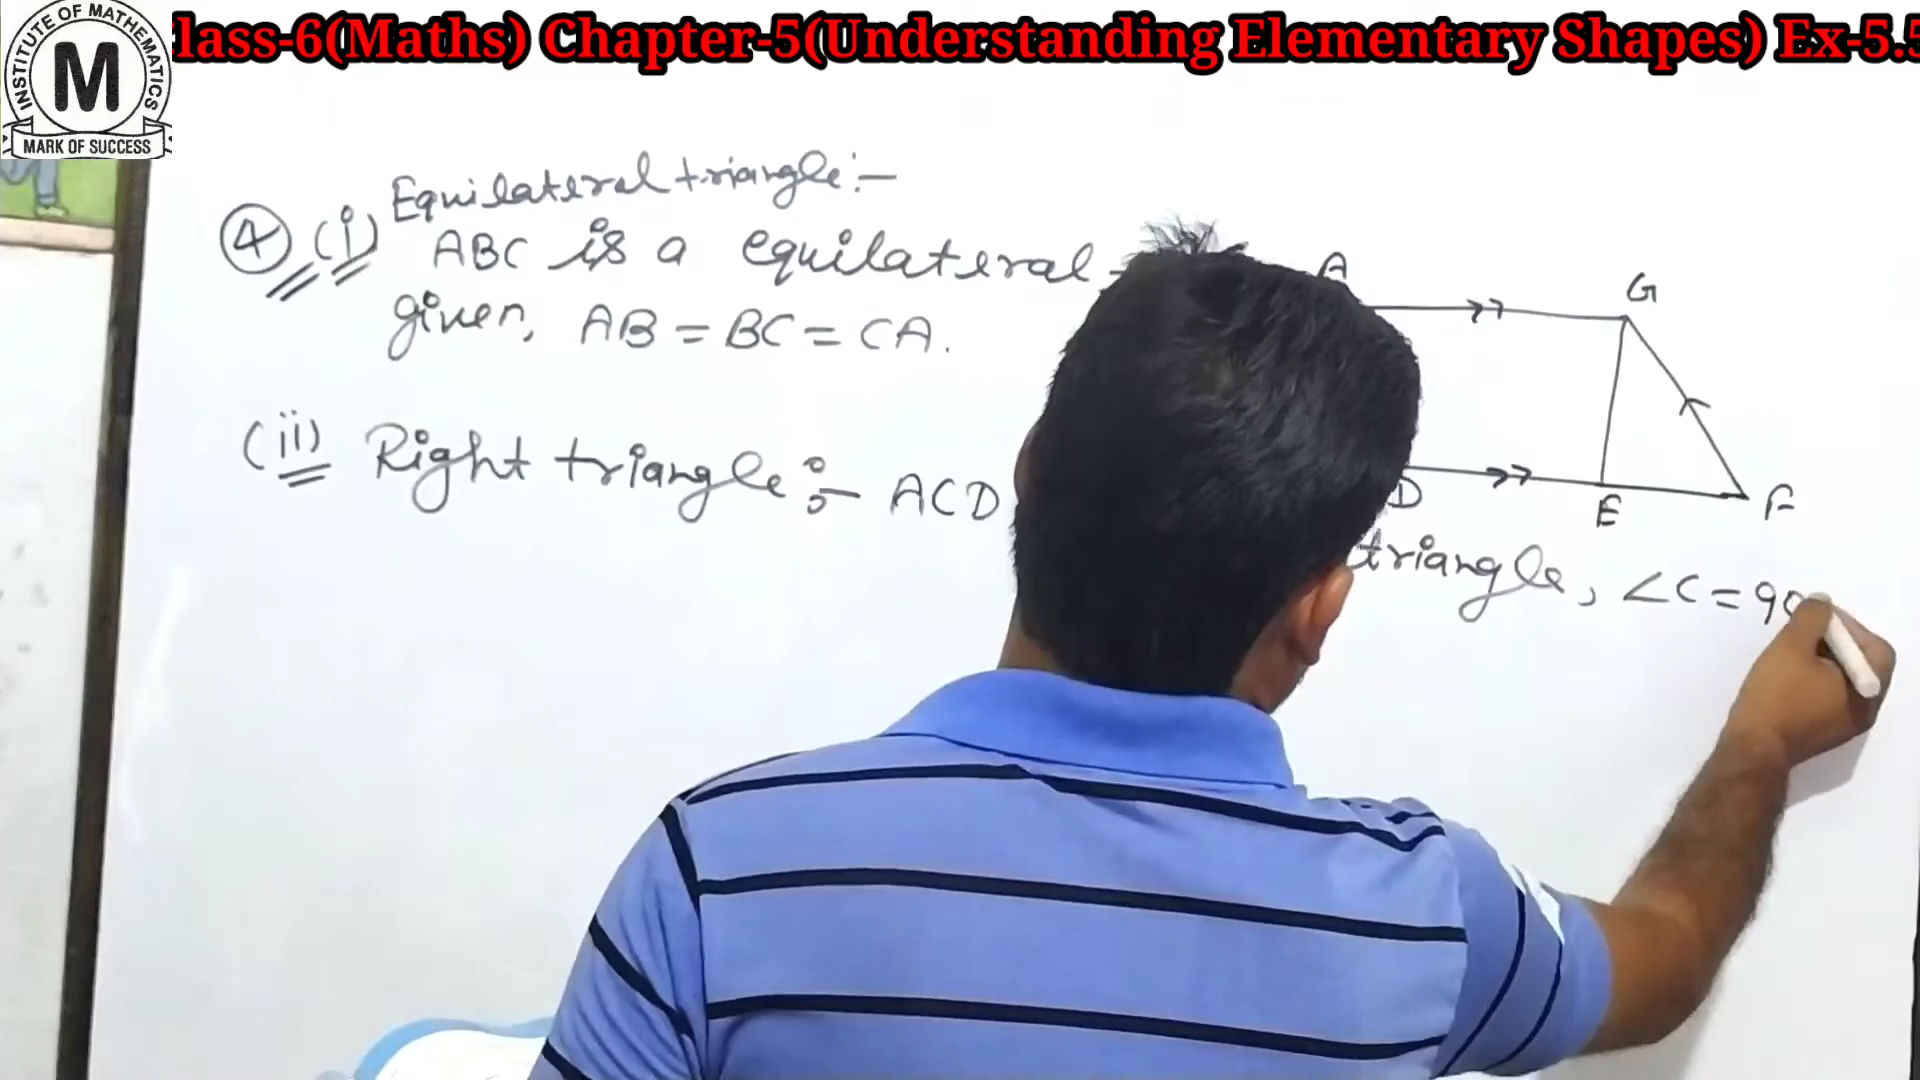 lass-6(Maths) Chapter-5(Understanding Elementary Shapes) Ex-5.5
INSTITUTE OF MATHEMATICS
M
MARK OF SUCCESS
Equilateral triangle:-
④ (i) ABC is a equilateral
given, AB = BC = CA.
A
G
D
E
F
(ii) Right triangle :- ACD
triangle, ∠C = 90